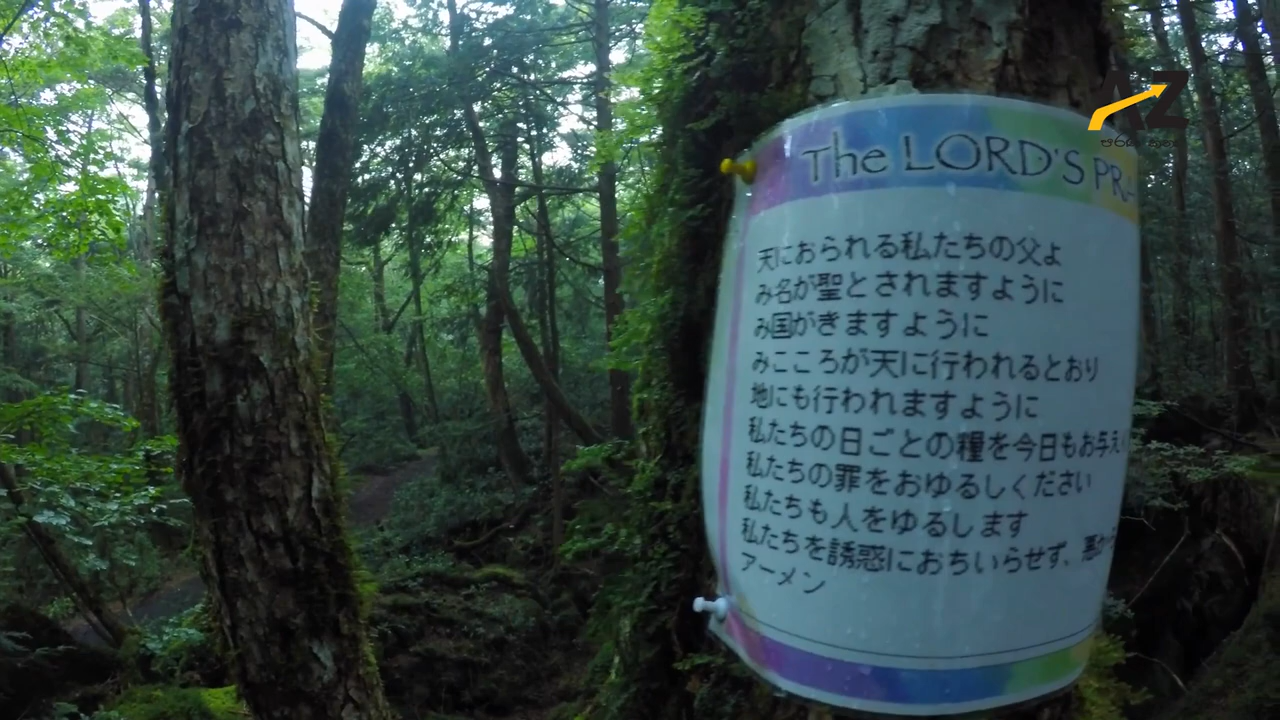 AZ
The LORD'S PRA
天におられる私たちの父よ
み名が聖とされますように
み国がきますように
みこころが天に行われるとおり
地にも行われますように
私たちの日ごとの糧を今日もお与え
私たちの罪をおゆるしください
私たちも人をゆるします
私たちを誘惑におちいらせず、悪か
アーメン